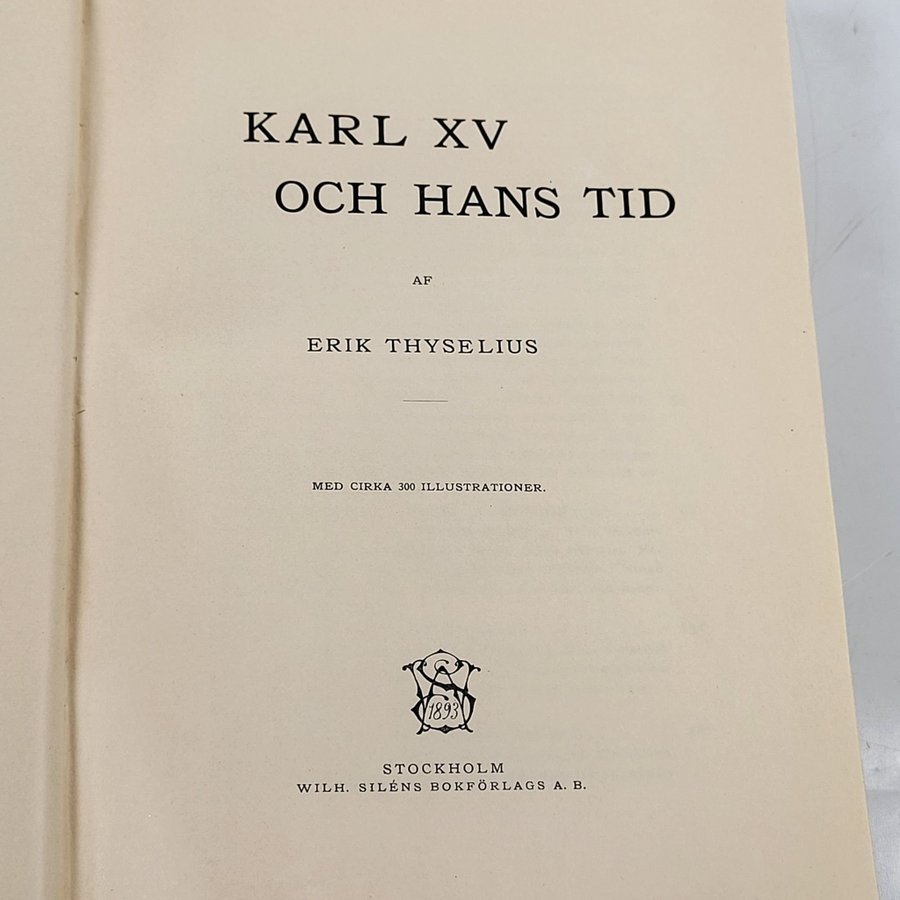 KARL XV
OCH HANS TID
AF
ERIK THYSELIUS
MED CIRKA 300 ILLUSTRATIONER.
1893
STOCKHOLM
WILH. SILÉNS BOKFÖRLAGS A. B.